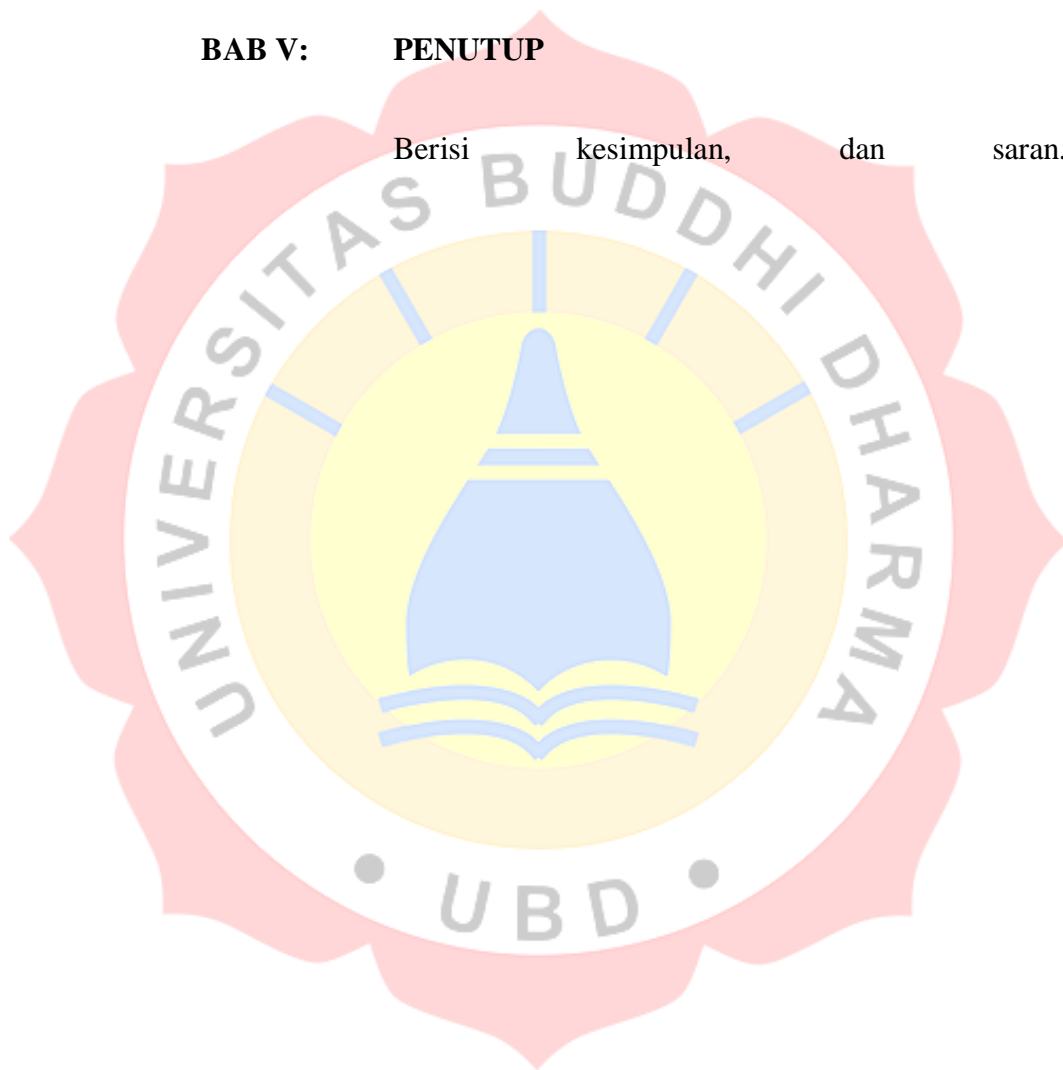 BAB V: PENUTUP
Berisi kesimpulan, dan saran.
UNIVERSITAS BUDDHI DHARMA
• UBD •